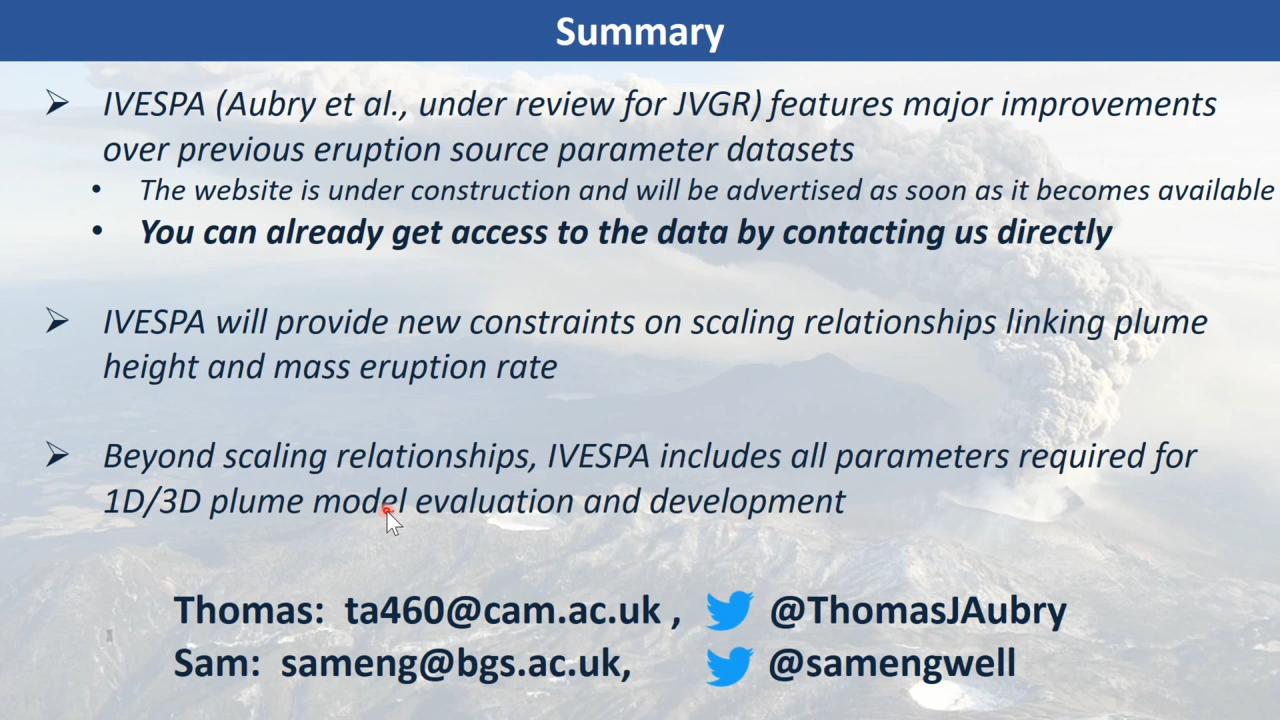 Summary
IVESPA (Aubry et al., under review for JVGR) features major improvements
over previous eruption source parameter datasets
The website is under construction and will be advertised as soon as it becomes available
You can already get access to the data by contacting us directly
IVESPA will provide new constraints on scaling relationships linking plume
height and mass eruption rate
Beyond scaling relationships, IVESPA includes all parameters required for
1D/3D plume model evaluation and development
Thomas: ta460@cam.ac.uk , @ThomasJAubry
Sam: sameng@bgs.ac.uk, @samengwell